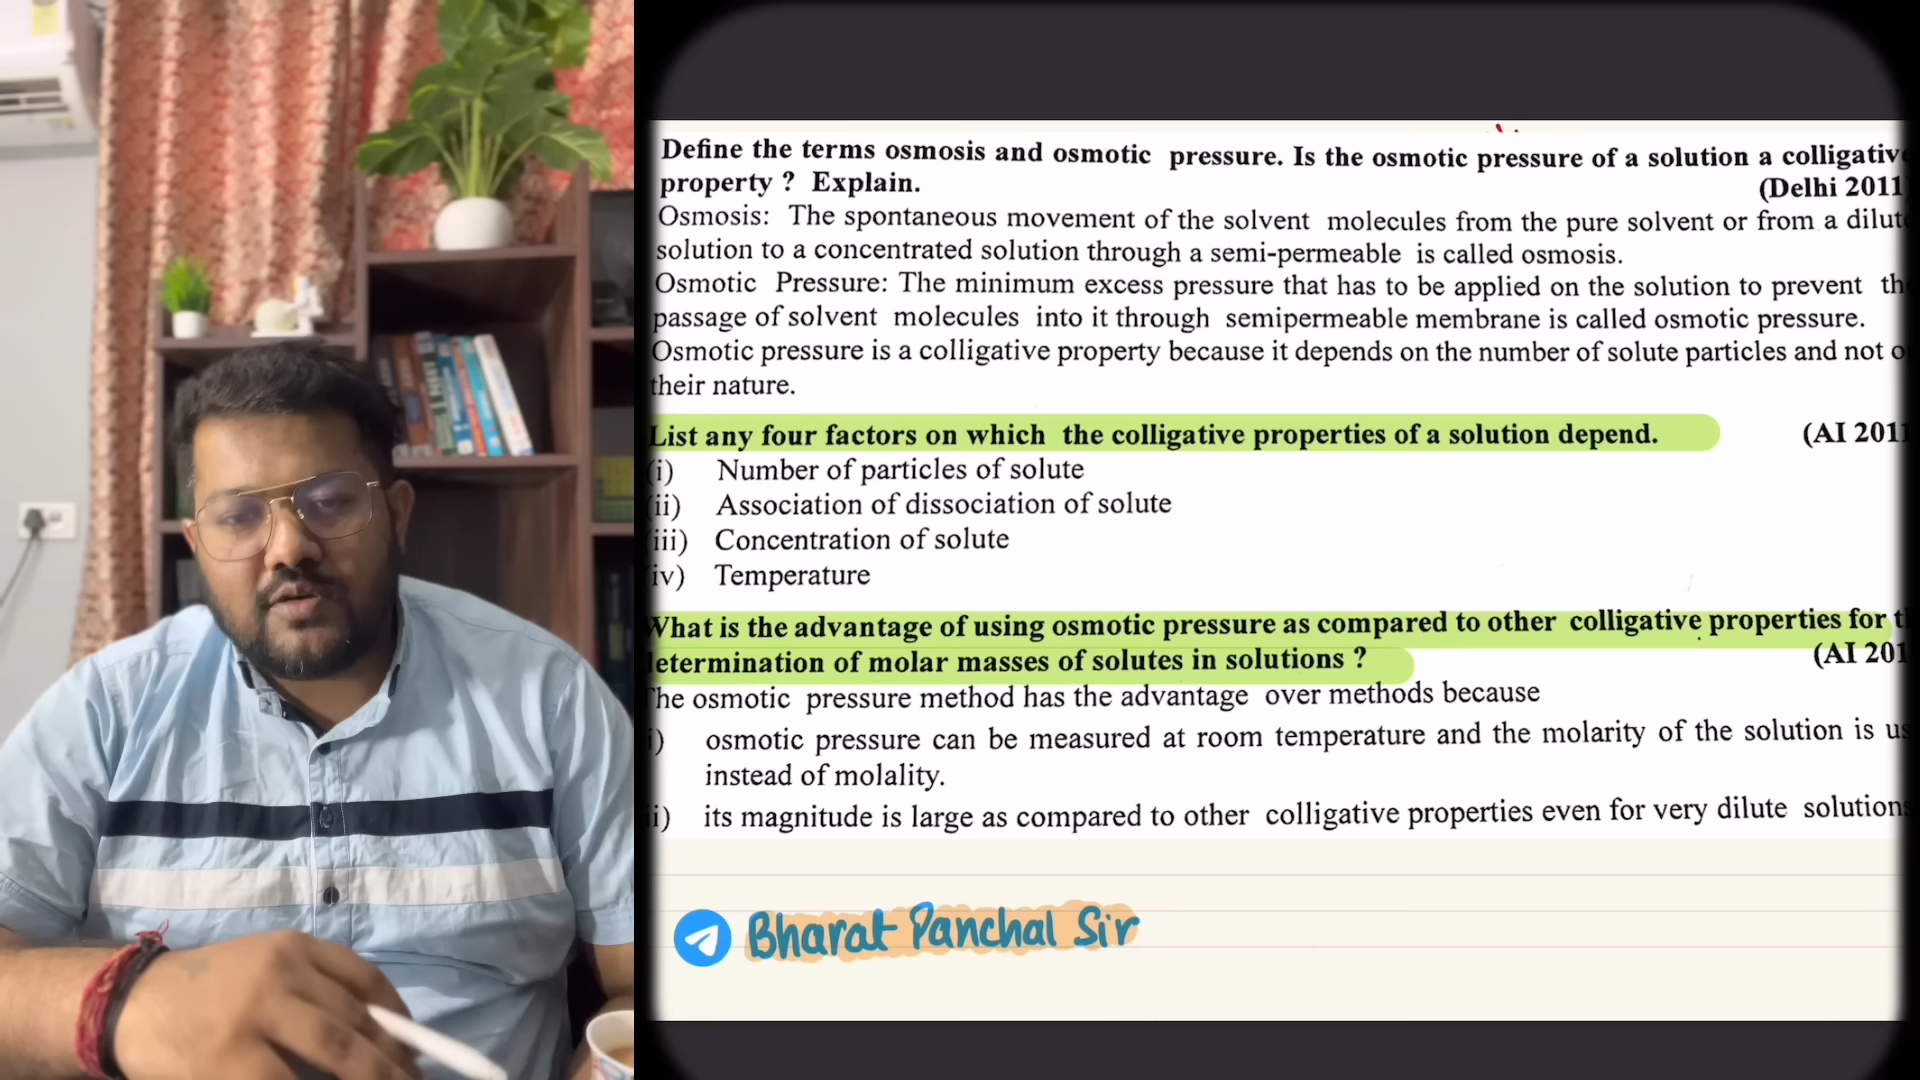 Define the terms osmosis and osmotic pressure. Is the osmotic pressure of a solution a colligative
property ? Explain. (Delhi 2011
Osmosis: The spontaneous movement of the solvent molecules from the pure solvent or from a dilut
solution to a concentrated solution through a semi-permeable is called osmosis.
Osmotic Pressure: The minimum excess pressure that has to be applied on the solution to prevent th
passage of solvent molecules into it through semipermeable membrane is called osmotic pressure.
Osmotic pressure is a colligative property because it depends on the number of solute particles and not o
their nature.
List any four factors on which the colligative properties of a solution depend. (AI 2011
(i) Number of particles of solute
(ii) Association of dissociation of solute
(iii) Concentration of solute
iv) Temperature
What is the advantage of using osmotic pressure as compared to other colligative properties for t
determination of molar masses of solutes in solutions ? (AI 201
The osmotic pressure method has the advantage over methods because
i) osmotic pressure can be measured at room temperature and the molarity of the solution is us
instead of molality.
ii) its magnitude is large as compared to other colligative properties even for very dilute solutions
Bharat Panchal Sir